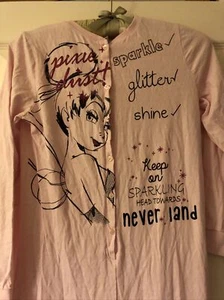 pixie
dust
sparkle ✓
glitter ✓
shine ✓
Keep
on
SPARKLING
HEAD TOWARDS
never land